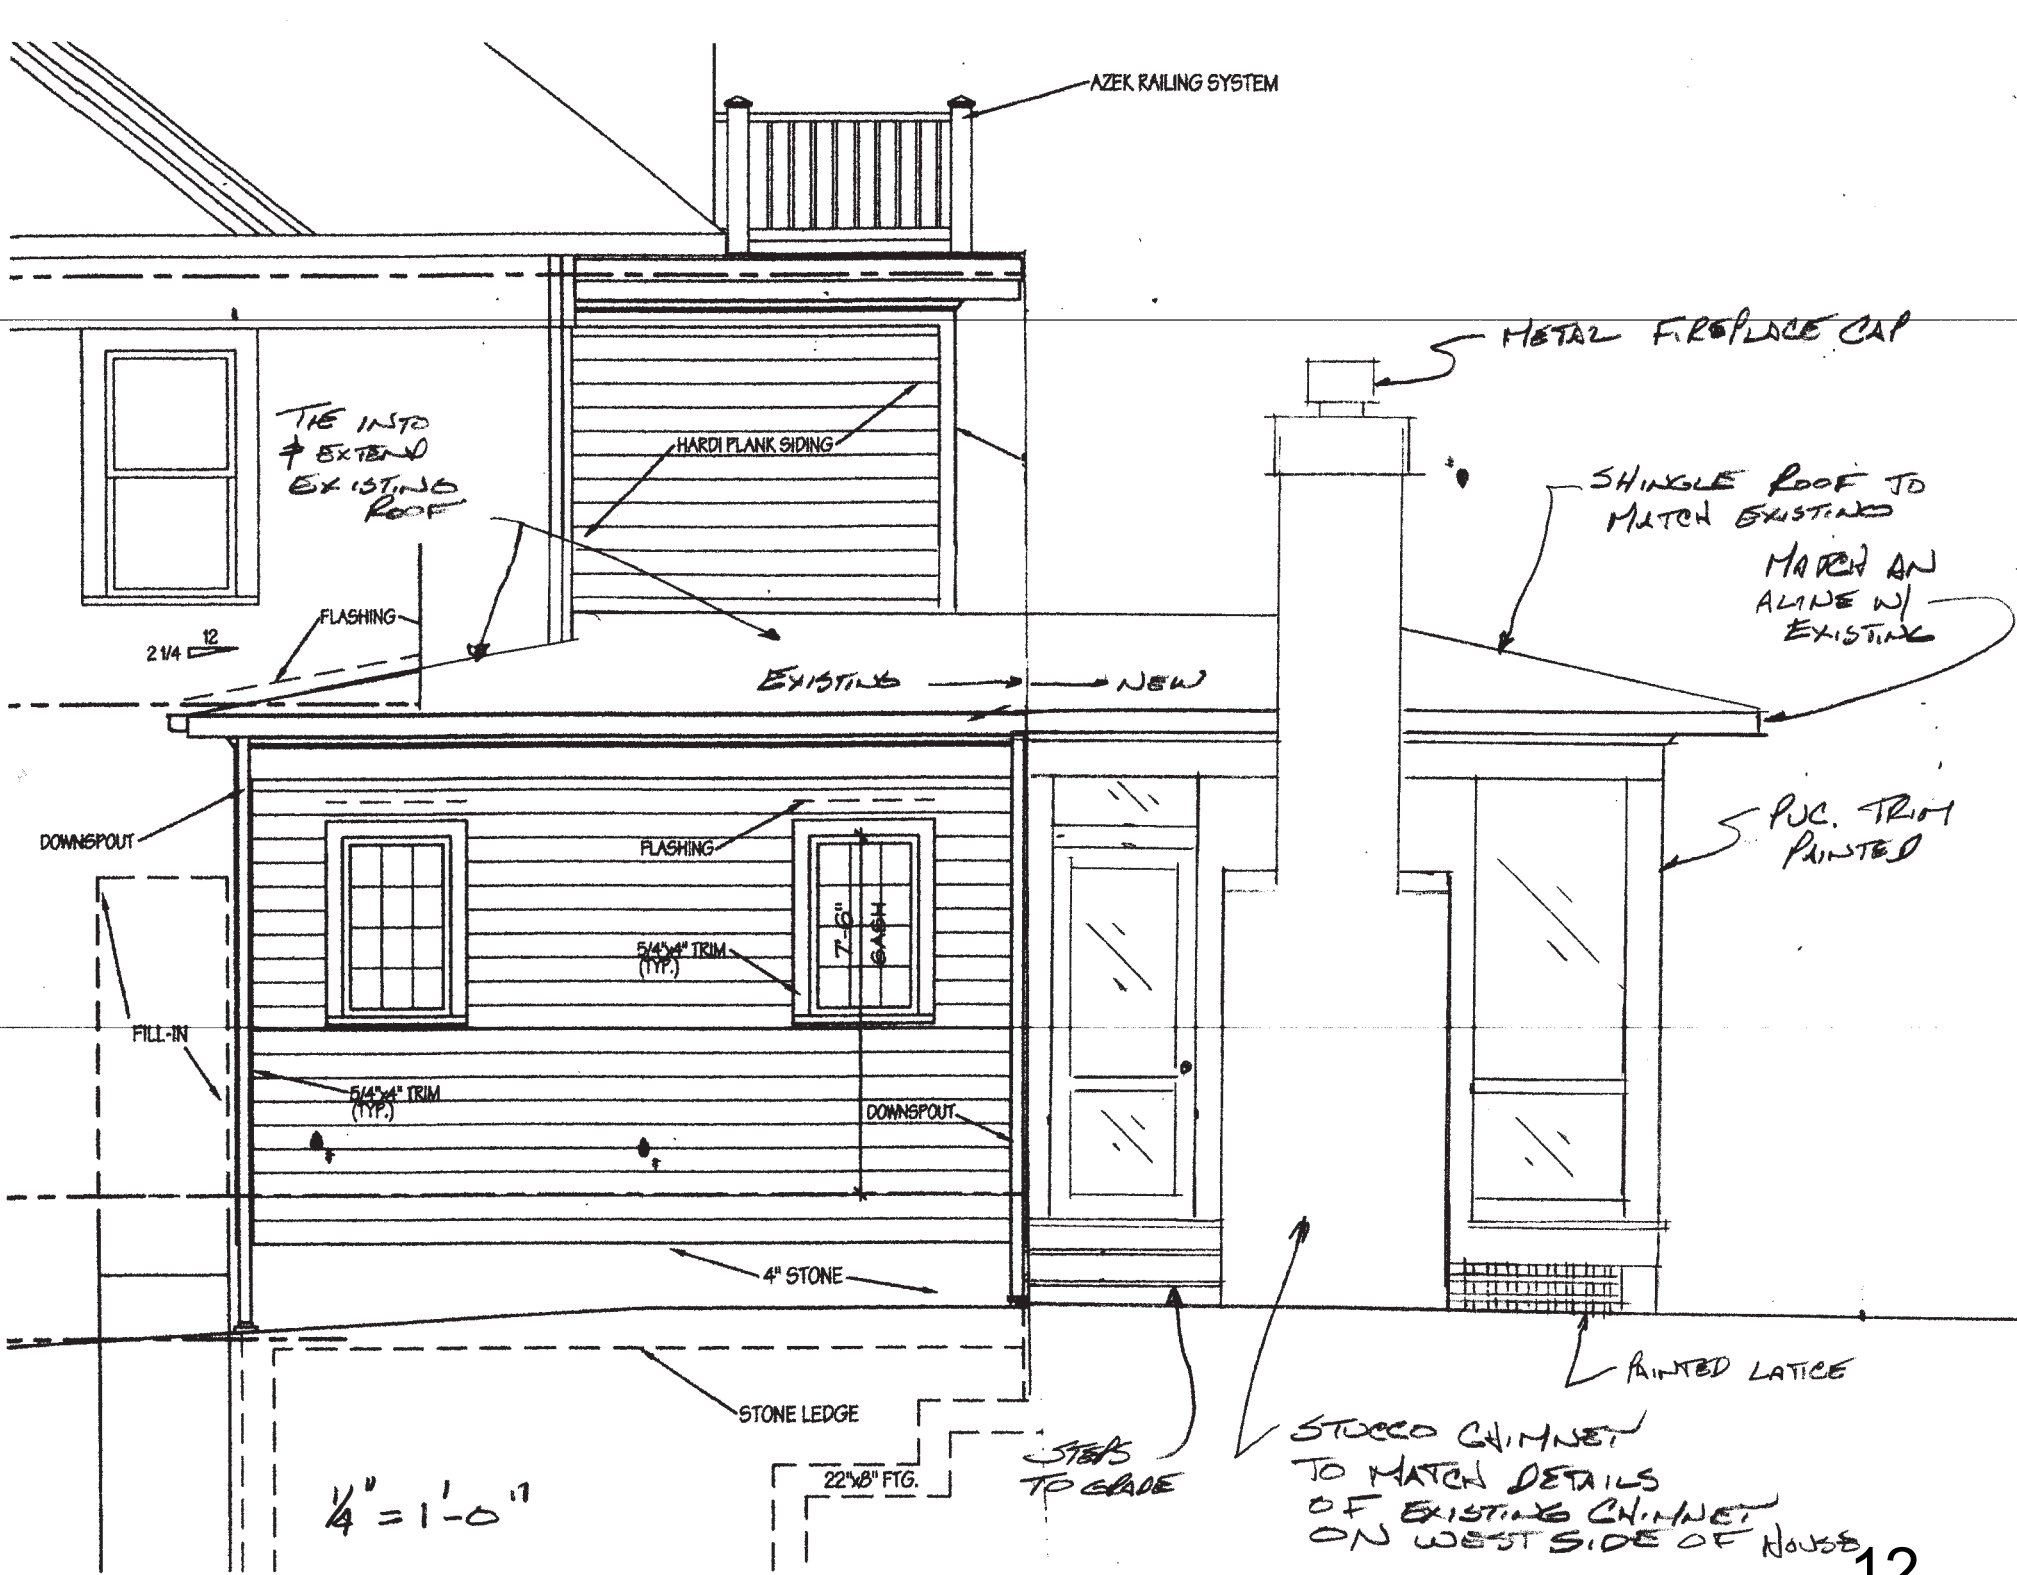 AZEK RAILING SYSTEM
METAL FIREPLACE CAP
TIE INTO
& EXTEND
EXISTING
ROOF
HARDI PLANK SIDING
SHINGLE ROOF TO
MATCH EXISTING
MATCH AN
ALINE W/
EXISTING
FLASHING
12
2 1/4
EXISTING
NEW
DOWNSPOUT
FLASHING
P.V.C. TRIM
PAINTED
7'-6"
SASH
5/4"x4" TRIM
(TYP.)
FILL-IN
5/4"x4" TRIM
(TYP.)
DOWNSPOUT
4" STONE
PAINTED LATICE
STONE LEDGE
STEPS
TO GRADE
22"x8" FTG.
STUCCO CHIMNEY
TO MATCH DETAILS
OF EXISTING CHIMNEY
ON WEST SIDE OF HOUSE
1/4" = 1'-0"
12